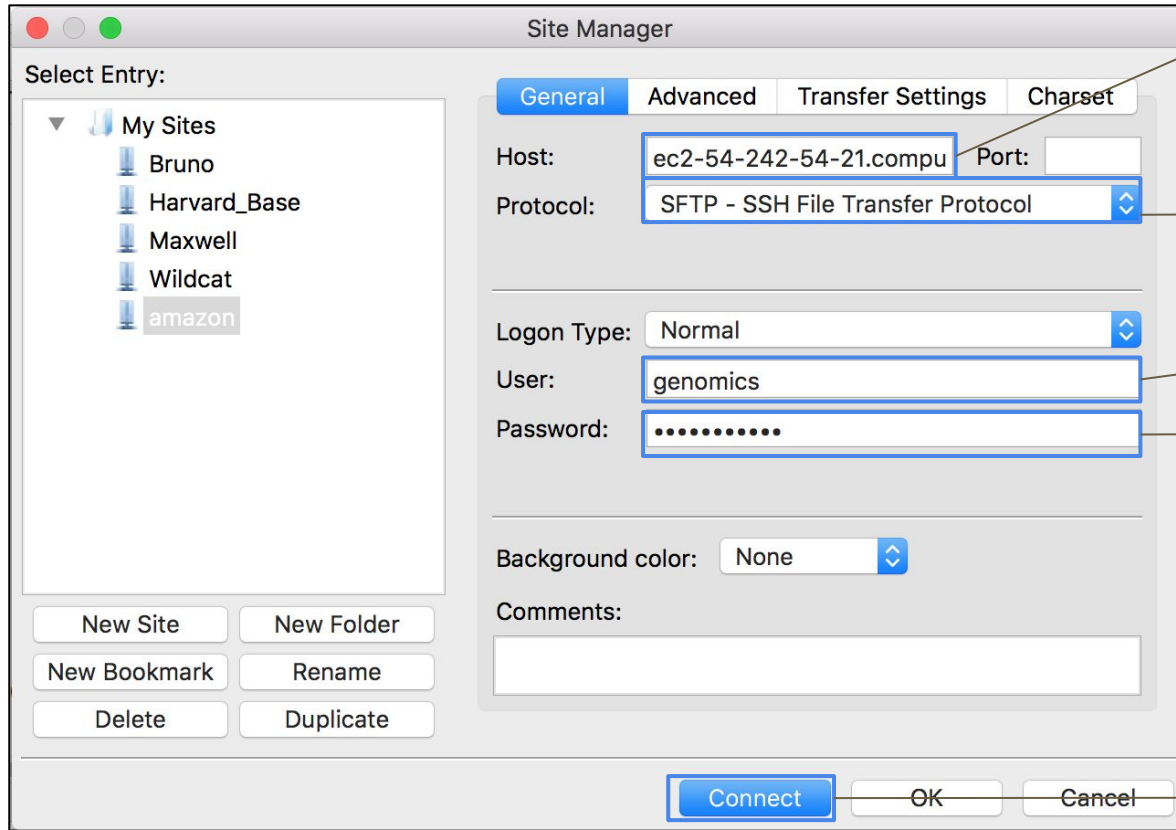 Site Manager
Select Entry:
My Sites
Bruno
Harvard_Base
Maxwell
Wildcat
amazon
New Site New Folder
New Bookmark Rename
Delete Duplicate
General Advanced Transfer Settings Charset
Host: ec2-54-242-54-21.compu Port:
Protocol: SFTP - SSH File Transfer Protocol
Logon Type: Normal
User: genomics
Password: •••••••••••
Background color: None
Comments:
Connect OK Cancel